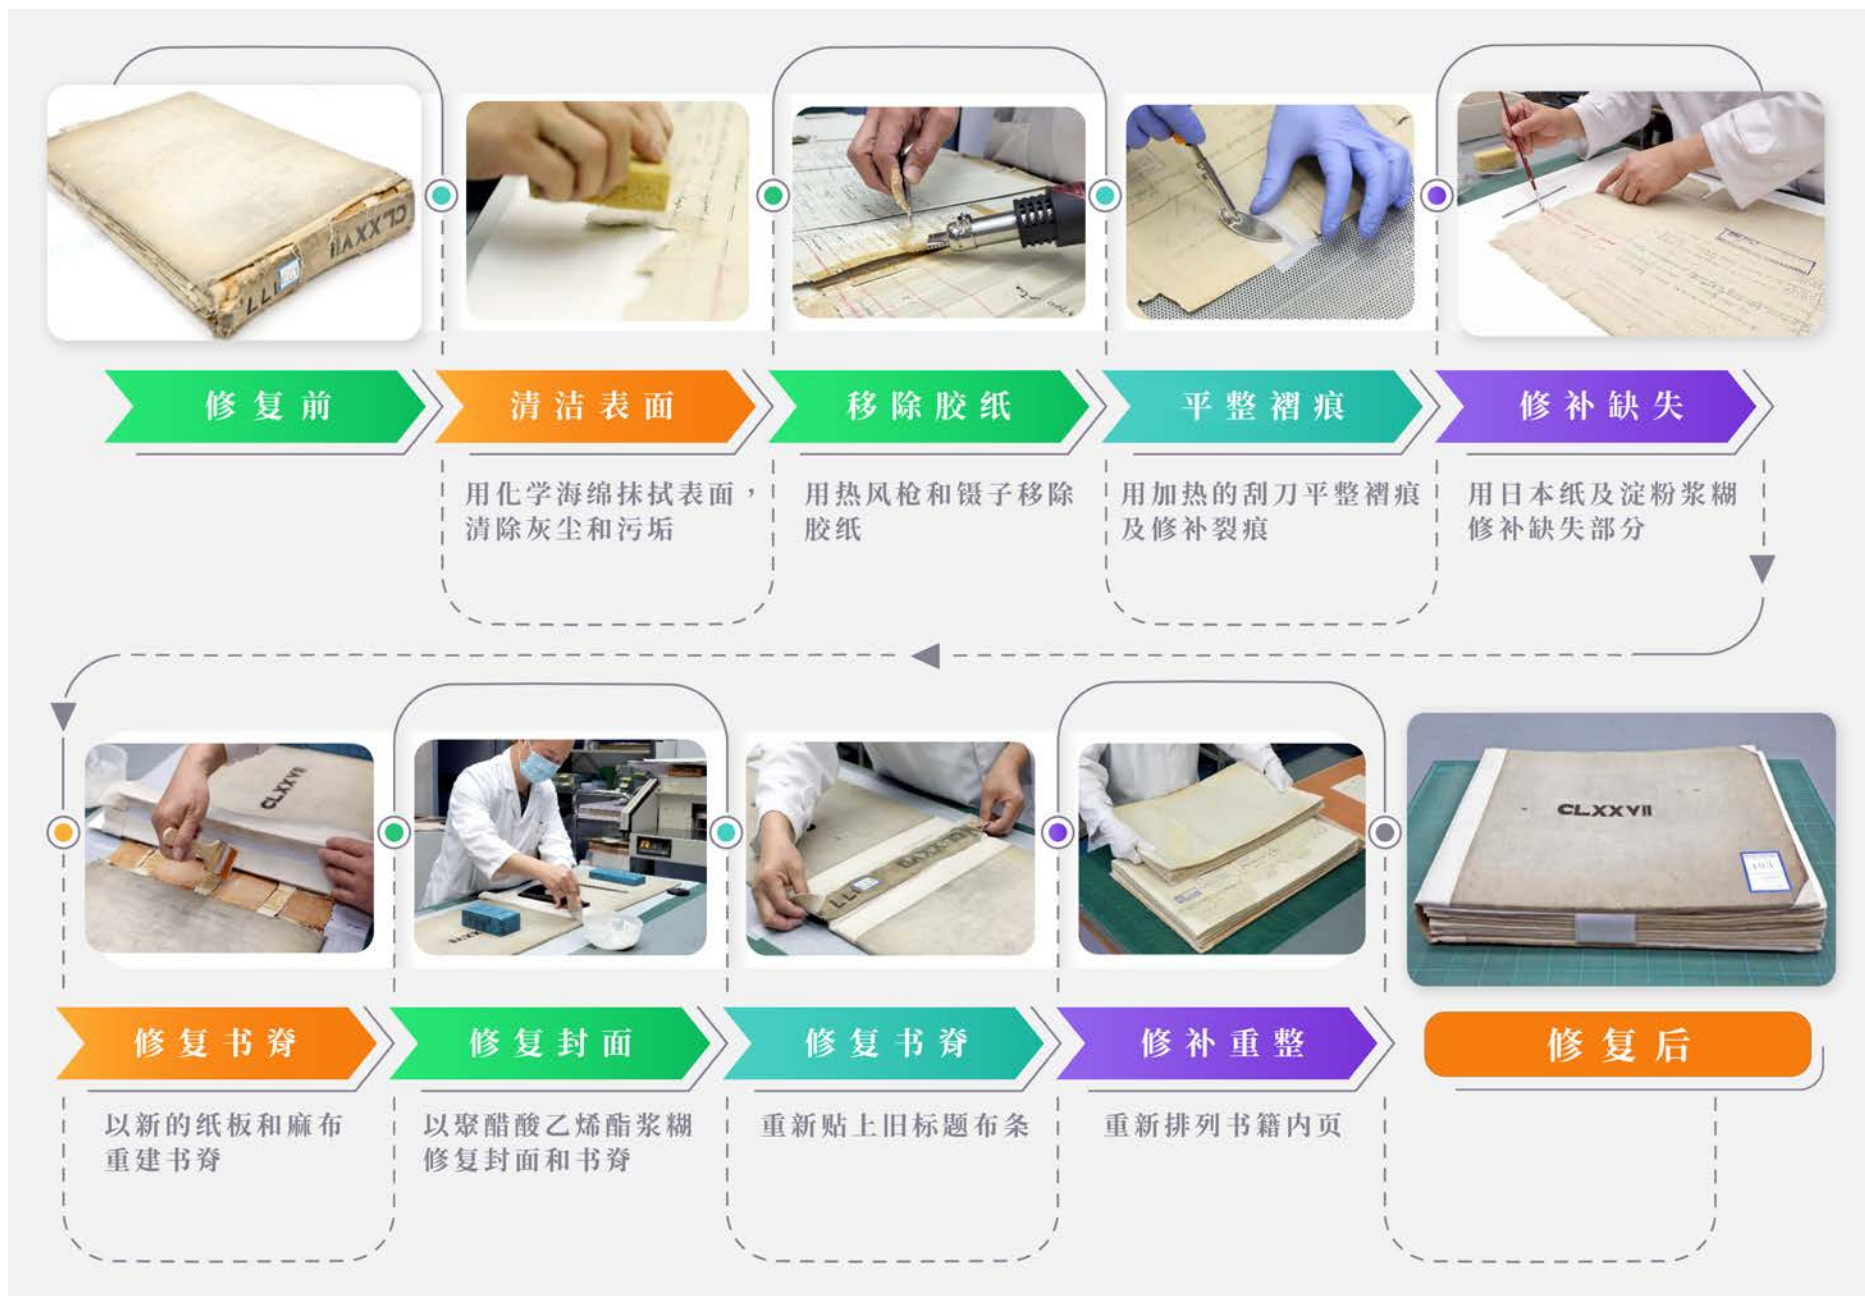 CLXXVII
177.
修复前
清洁表面
移除胶纸
平整褶痕
修补缺失
用化学海绵抹拭表面，
清除灰尘和污垢
用热风枪和镊子移除
胶纸
用加热的刮刀平整褶痕
及修补裂痕
用日本纸及淀粉浆糊
修补缺失部分
CLXXVII
CLXXVII
177
CLXXVII
193
修复书脊
修复封面
修复书脊
修补重整
修复后
以新的纸板和麻布
重建书脊
以聚醋酸乙烯酯浆糊
修复封面和书脊
重新贴上旧标题布条
重新排列书籍内页